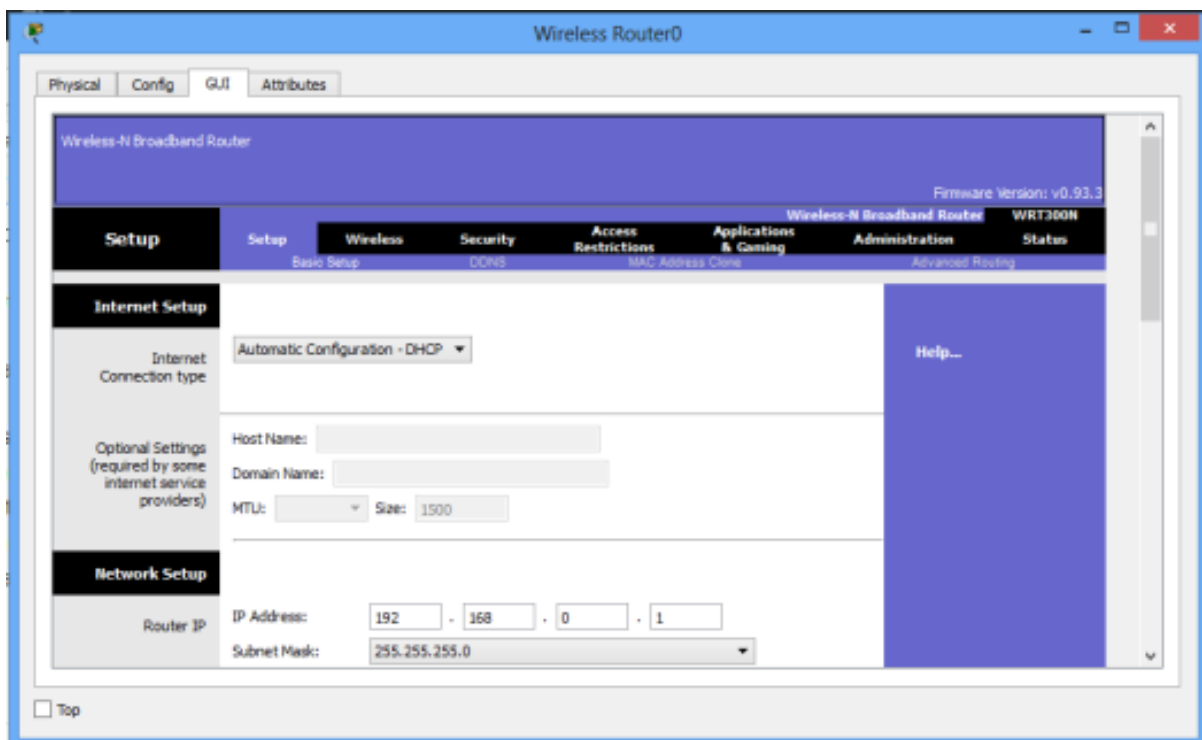 Wireless Router0
Physical Config GUI Attributes
Wireless-N Broadband Router
Firmware Version: v0.93.3
Wireless-N Broadband Router WRT300N
Setup
Setup Wireless Security Access Restrictions Applications & Gaming Administration Status
Basic Setup DDNS MAC Address Clone Advanced Routing
Internet Setup
Internet
Connection type
Automatic Configuration - DHCP
Help...
Optional Settings
(required by some
internet service
providers)
Host Name:
Domain Name:
MTU: Size: 1500
Network Setup
Router IP
IP Address: 192 . 168 . 0 . 1
Subnet Mask: 255.255.255.0
Top